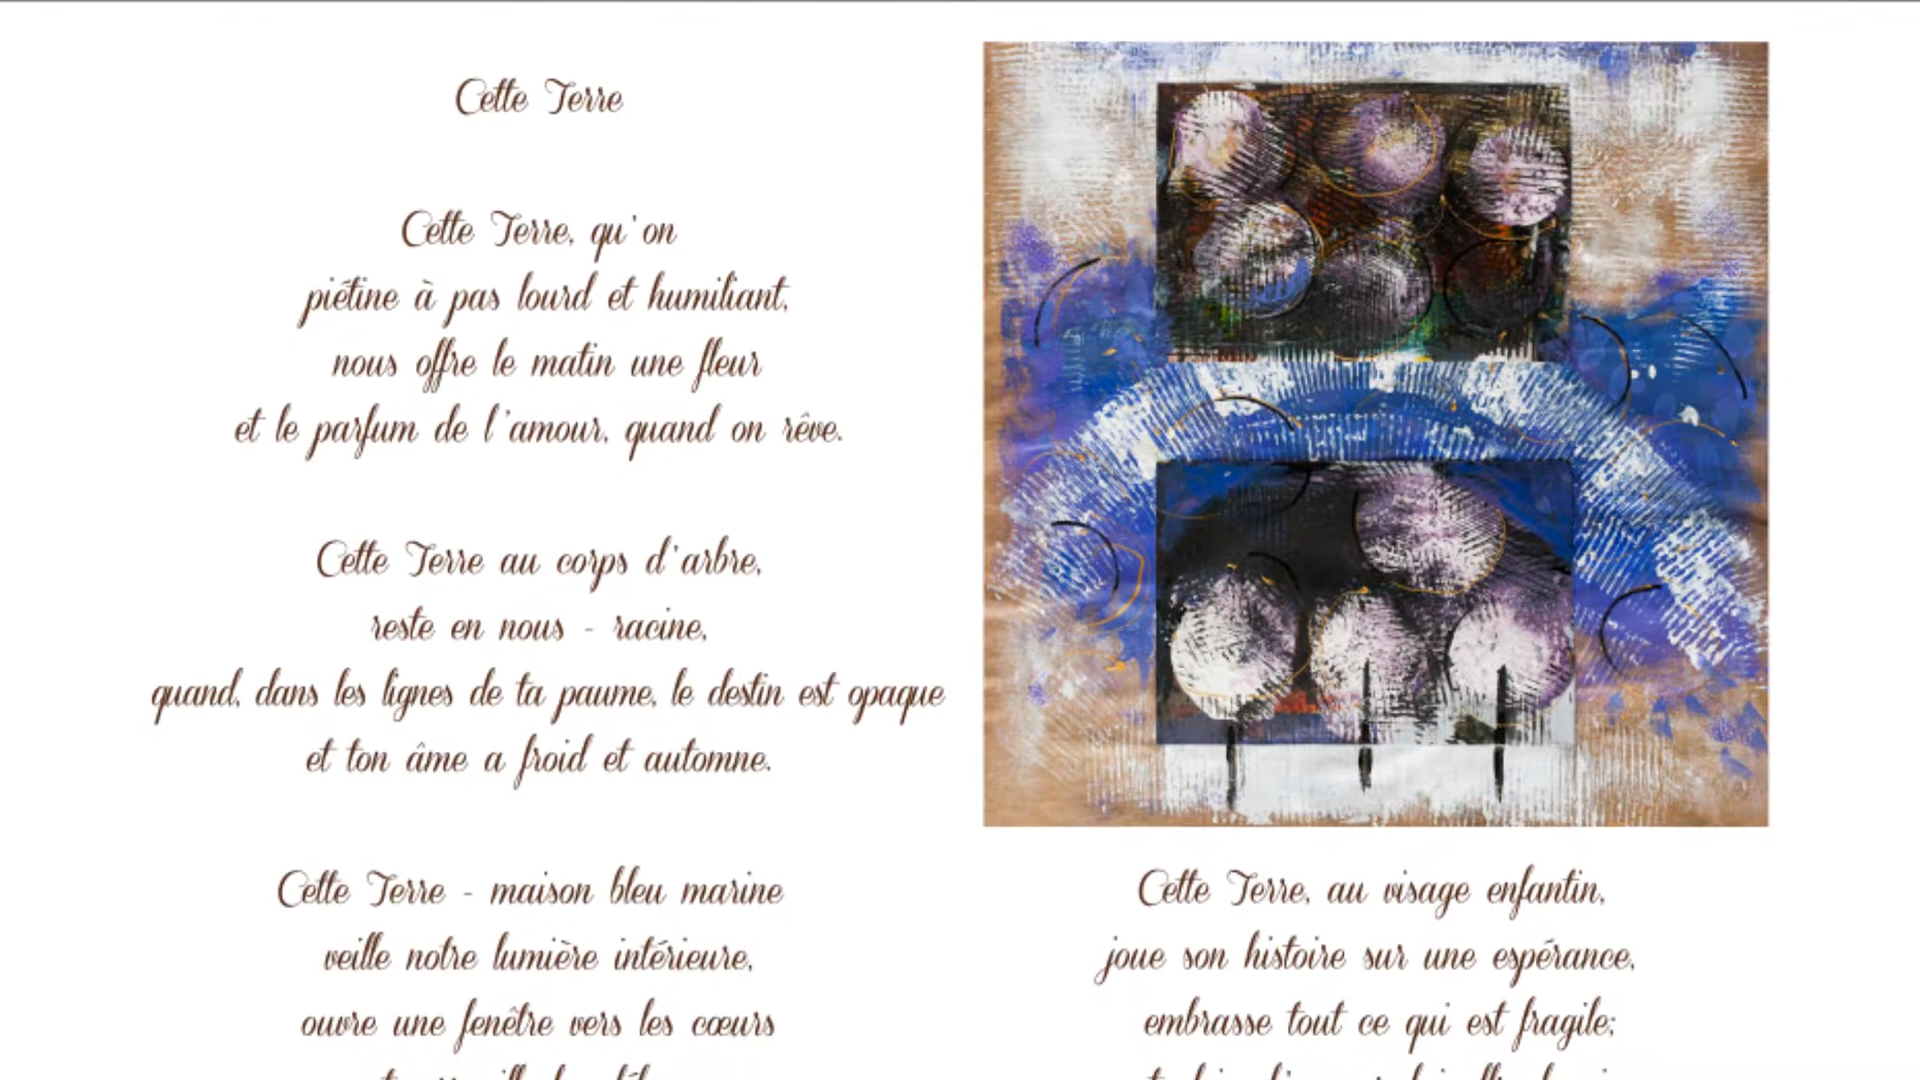 Cette Terre
Cette Terre, qu'on
piétine à pas lourd et humiliant,
nous offre le matin une fleur
et le parfum de l'amour, quand on rêve.
Cette Terre au corps d'arbre,
reste en nous - racine,
quand, dans les lignes de ta paume, le destin est opaque
et ton âme a froid et automne.
Cette Terre - maison bleu marine
veille notre lumière intérieure,
ouvre une fenêtre vers les cœurs
Cette Terre, au visage enfantin,
joue son histoire sur une espérance,
embrasse tout ce qui est fragile;